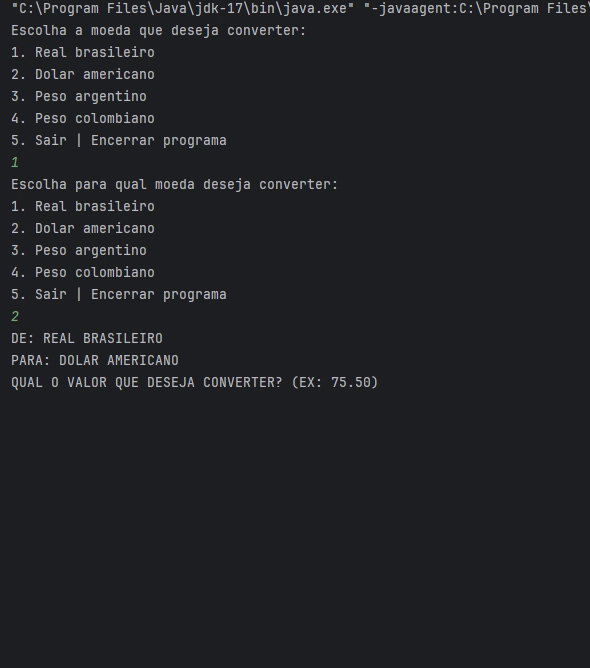 "C:\Program Files\Java\jdk-17\bin\java.exe" "-javaagent:C:\Program Files\
Escolha a moeda que deseja converter:
1. Real brasileiro
2. Dolar americano
3. Peso argentino
4. Peso colombiano
5. Sair | Encerrar programa
1
Escolha para qual moeda deseja converter:
1. Real brasileiro
2. Dolar americano
3. Peso argentino
4. Peso colombiano
5. Sair | Encerrar programa
2
DE: REAL BRASILEIRO
PARA: DOLAR AMERICANO
QUAL O VALOR QUE DESEJA CONVERTER? (EX: 75.50)